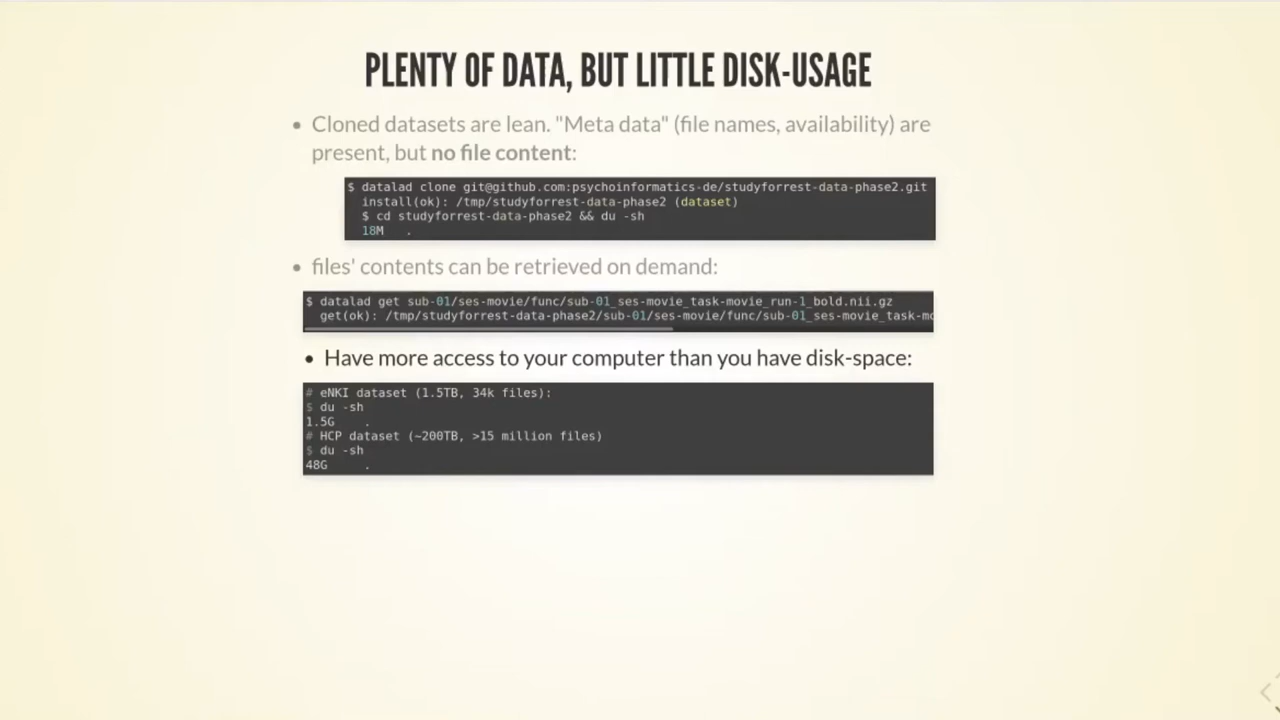 PLENTY OF DATA, BUT LITTLE DISK-USAGE
• Cloned datasets are lean. "Meta data" (file names, availability) are
present, but no file content:
$ datalad clone git@github.com:psychoinformatics-de/studyforrest-data-phase2.git
install(ok): /tmp/studyforrest-data-phase2 (dataset)
$ cd studyforrest-data-phase2 && du -sh
18M .
• files' contents can be retrieved on demand:
$ datalad get sub-01/ses-movie/func/sub-01_ses-movie_task-movie_run-1_bold.nii.gz
get(ok): /tmp/studyforrest-data-phase2/sub-01/ses-movie/func/sub-01_ses-movie_task-mo
• Have more access to your computer than you have disk-space:
# eNKI dataset (1.5TB, 34k files):
$ du -sh
1.5G .
# HCP dataset (~200TB, >15 million files)
$ du -sh
48G .